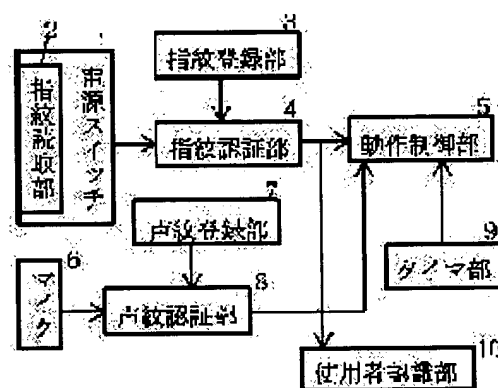 1
2
指紋読取部
電源スイッチ
3
指紋登録部
4
指紋認証部
5
動作制御部
6
マイク
7
声紋登録部
8
声紋認証部
9
タイマ部
10
使用者認識部